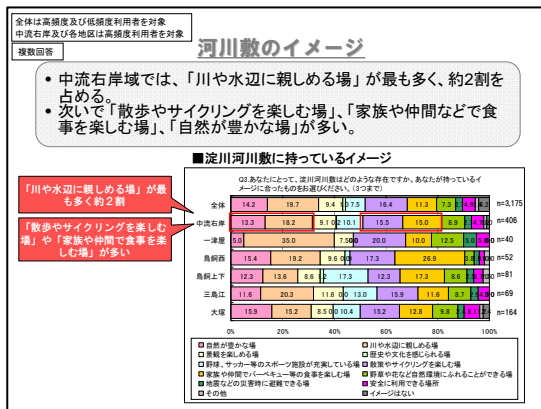 全体は高頻度及び低頻度利用者を対象
中流右岸及び各地区は高頻度利用者を対象
複数回答
河川敷のイメージ
• 中流右岸域では、「川や水辺に親しめる場」が最も多く、約2割を
占める。
• 次いで「散歩やサイクリングを楽しむ場」、「家族や仲間などで食
事を楽しむ場」、「自然が豊かな場」が多い。
■淀川河川敷に持っているイメージ
「川や水辺に親しめる場」が最
も多く約2割
「散歩やサイクリングを楽しむ
場」や「家族や仲間で食事を楽
しむ場」が多い
Q3.あなたにとって、淀川河川敷はどのような存在ですか。あなたが持っているイ
メージに合ったものをお選びください。(3つまで)
全体 14.2 19.7 9.4 7.5 16.4 11.3 7.3 n=3,175
中流右岸 13.3 18.2 9.1 10.1 15.5 15.0 8.9 n=406
一津屋 5.0 35.0 7.5 20.0 10.0 12.5 5.0 n=40
鳥飼西 15.4 19.2 9.6 17.3 26.9 3.8 n=52
鳥飼上下 12.3 13.6 8.6 17.3 12.3 17.3 8.6 n=81
三島江 11.6 20.3 11.6 13.0 15.9 11.6 8.7 n=69
大塚 15.9 15.2 8.5 10.4 15.2 12.8 9.8 n=164
0% 20% 40% 60% 80% 100%
自然が豊かな場 川や水辺に親しめる場
景観を楽しめる場 歴史や文化を感じられる場
野球、サッカー等のスポーツ施設が充実している場 散策やサイクリングを楽しむ場
家族や仲間でバーベキュー等の食事を楽しむ場 野草や花など自然環境にふれることができる場
地震などの災害時に避難できる場 安全に利用できる場所
その他 イメージはない